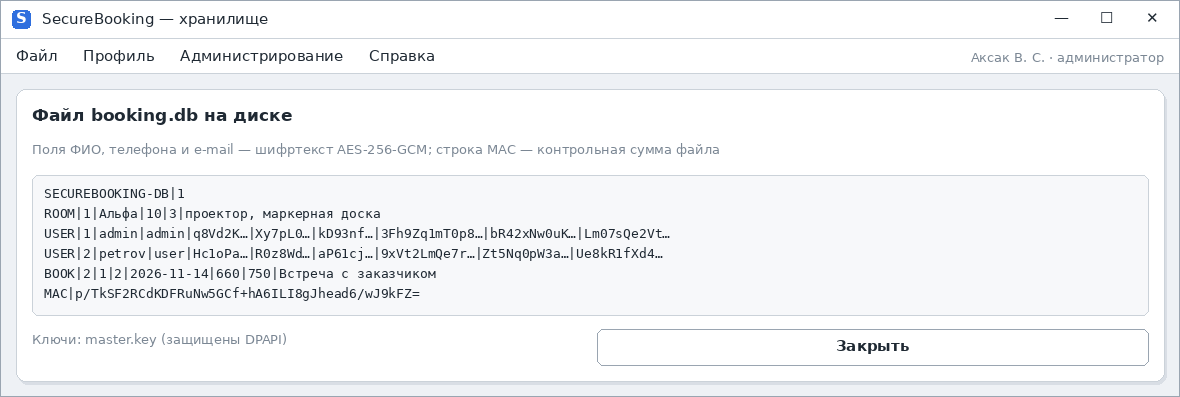 S SecureBooking — хранилище
Файл Профиль Администрирование Справка Аксак В. С. · администратор
Файл booking.db на диске
Поля ФИО, телефона и e-mail — шифртекст AES-256-GCM; строка MAC — контрольная сумма файла
SECUREBOOKING-DB|1
ROOM|1|Альфа|10|3|проектор, маркерная доска
USER|1|admin|admin|q8Vd2K…|Xy7pL0…|kD93nf…|3Fh9Zq1mT0p8…|bR42xNw0uK…|Lm07sQe2Vt…
USER|2|petrov|user|Hc1oPa…|R0z8Wd…|aP61cj…|9xVt2LmQe7r…|Zt5Nq0pW3a…|Ue8kR1fXd4…
BOOK|2|1|2|2026-11-14|660|750|Встреча с заказчиком
MAC|p/TkSF2RCdKDFRuNw5GCf+hA6ILI8gJhead6/wJ9kFZ=
Ключи: master.key (защищены DPAPI)
Закрыть